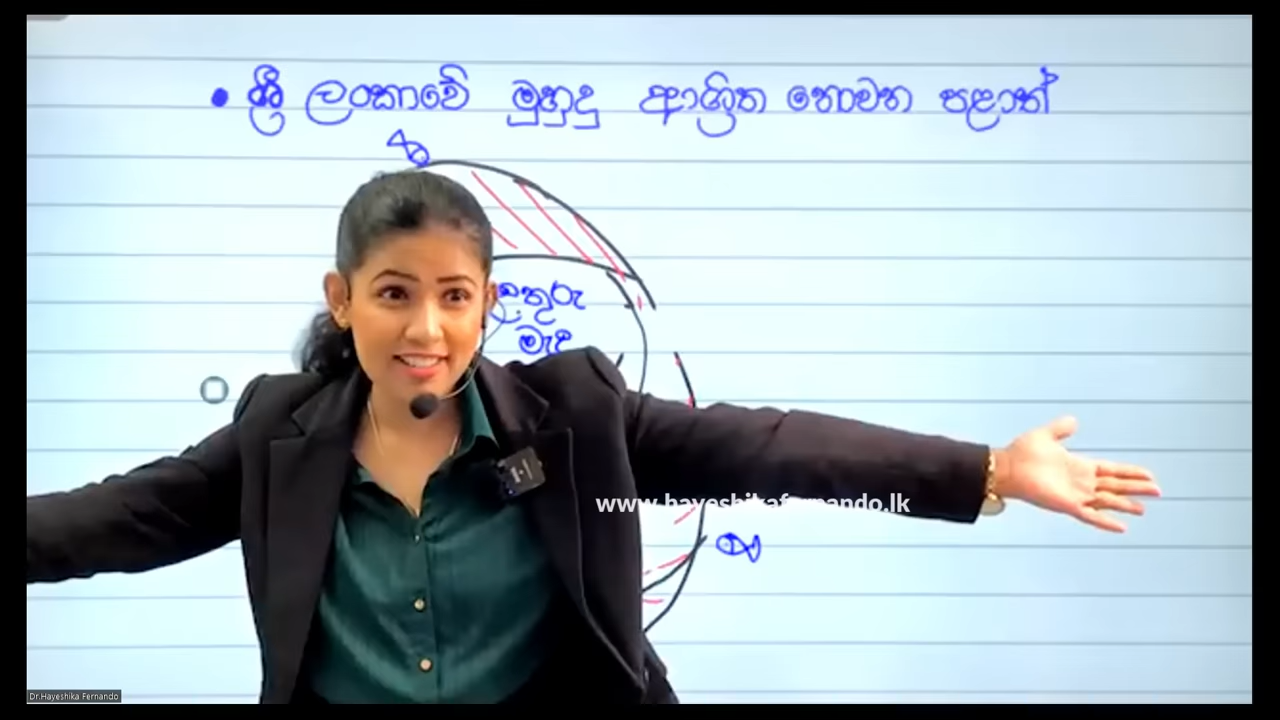 • ශ්‍රී ලංකාවේ මුහුදු ආශ්‍රිත නොවන පළාත්
උතුරු
මැද
www.hayeshikafernando.lk
Dr.Hayeshika Fernando